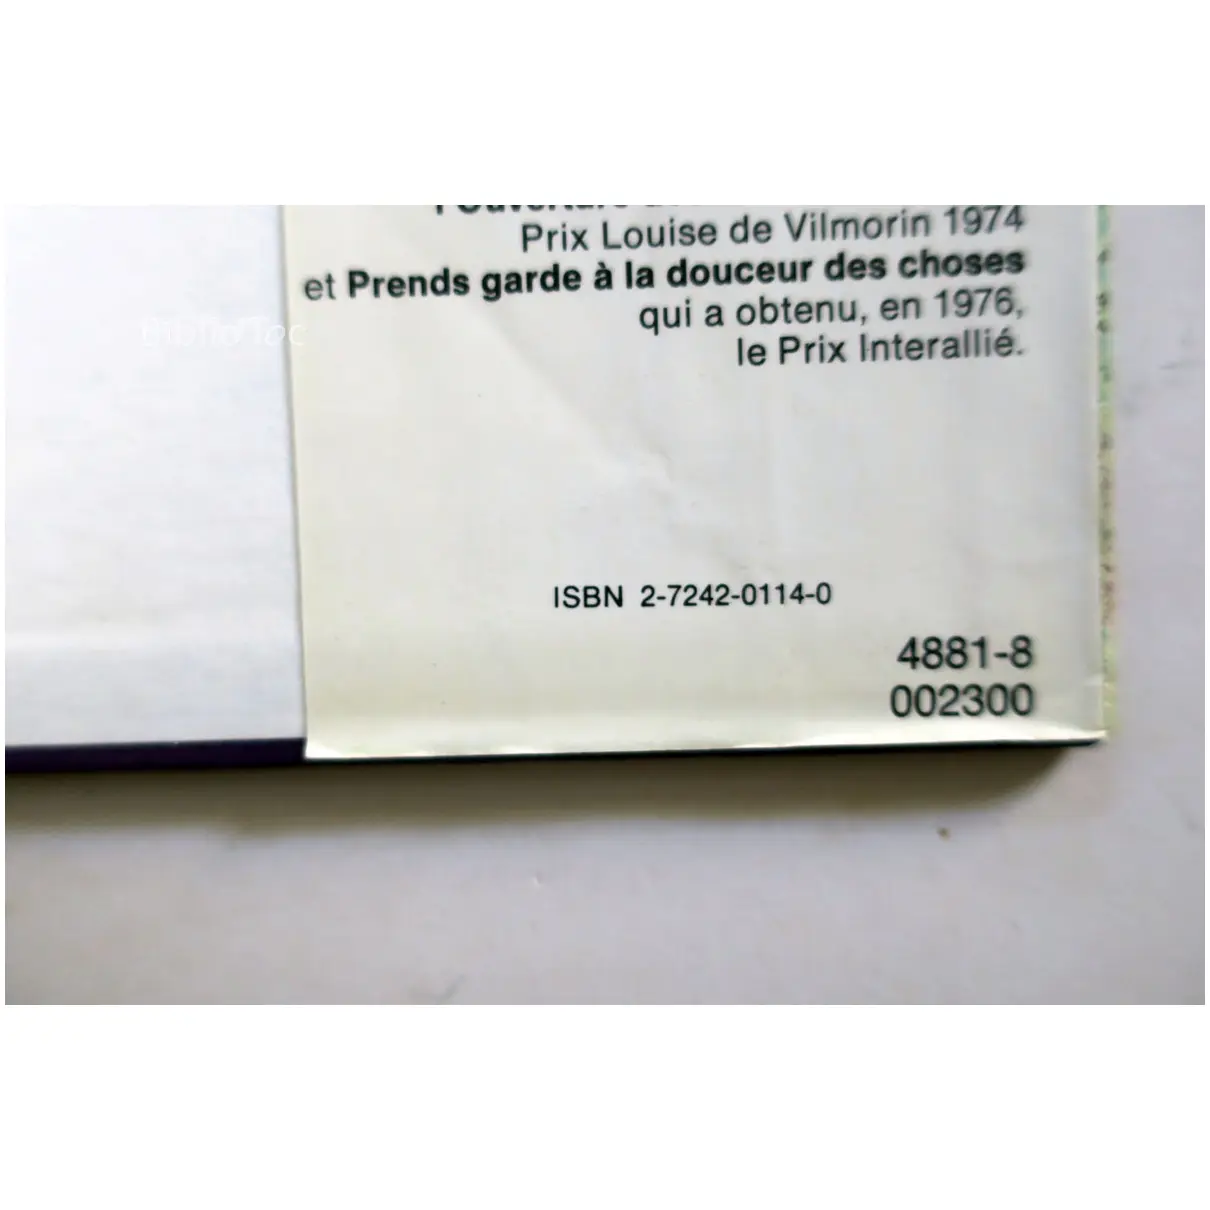 l'Ouverture
Prix Louise de Vilmorin 1974
et Prends garde à la douceur des choses
qui a obtenu, en 1976,
le Prix Interallié.
ISBN 2-7242-0114-0
4881-8
002300